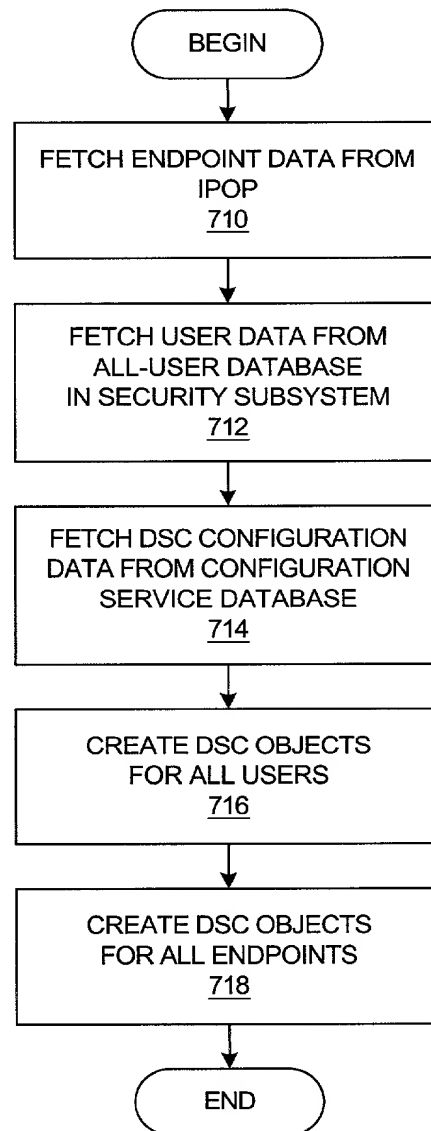 BEGIN
FETCH ENDPOINT DATA FROM
IPOP
710
FETCH USER DATA FROM
ALL-USER DATABASE
IN SECURITY SUBSYSTEM
712
FETCH DSC CONFIGURATION
DATA FROM CONFIGURATION
SERVICE DATABASE
714
CREATE DSC OBJECTS
FOR ALL USERS
716
CREATE DSC OBJECTS
FOR ALL ENDPOINTS
718
END